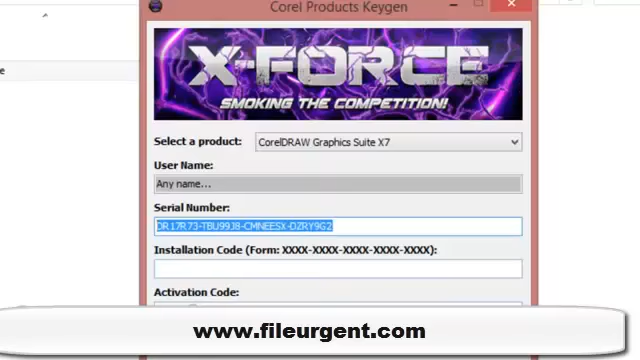 Corel Products Keygen
X-FORCE
SMOKING THE COMPETITION!
Select a product: CorelDRAW Graphics Suite X7
User Name:
Any name...
Serial Number:
DR17R73-TBU99J8-CMNEESX-DZRY9G2
Installation Code (Form: XXXX-XXXX-XXXX-XXXX-XXXX):
Activation Code:
www.fileurgent.com